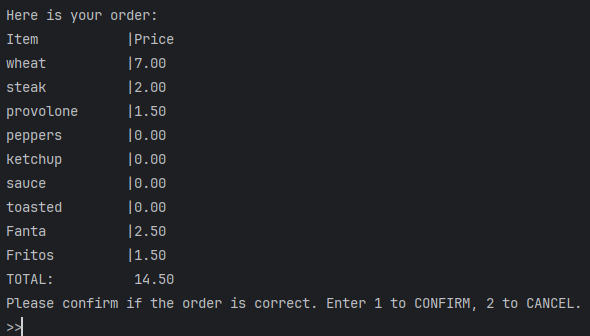 Here is your order:
Item           |Price
wheat          |7.00
steak          |2.00
provolone      |1.50
peppers        |0.00
ketchup        |0.00
sauce          |0.00
toasted        |0.00
Fanta          |2.50
Fritos         |1.50
TOTAL:          14.50
Please confirm if the order is correct. Enter 1 to CONFIRM, 2 to CANCEL.
>>